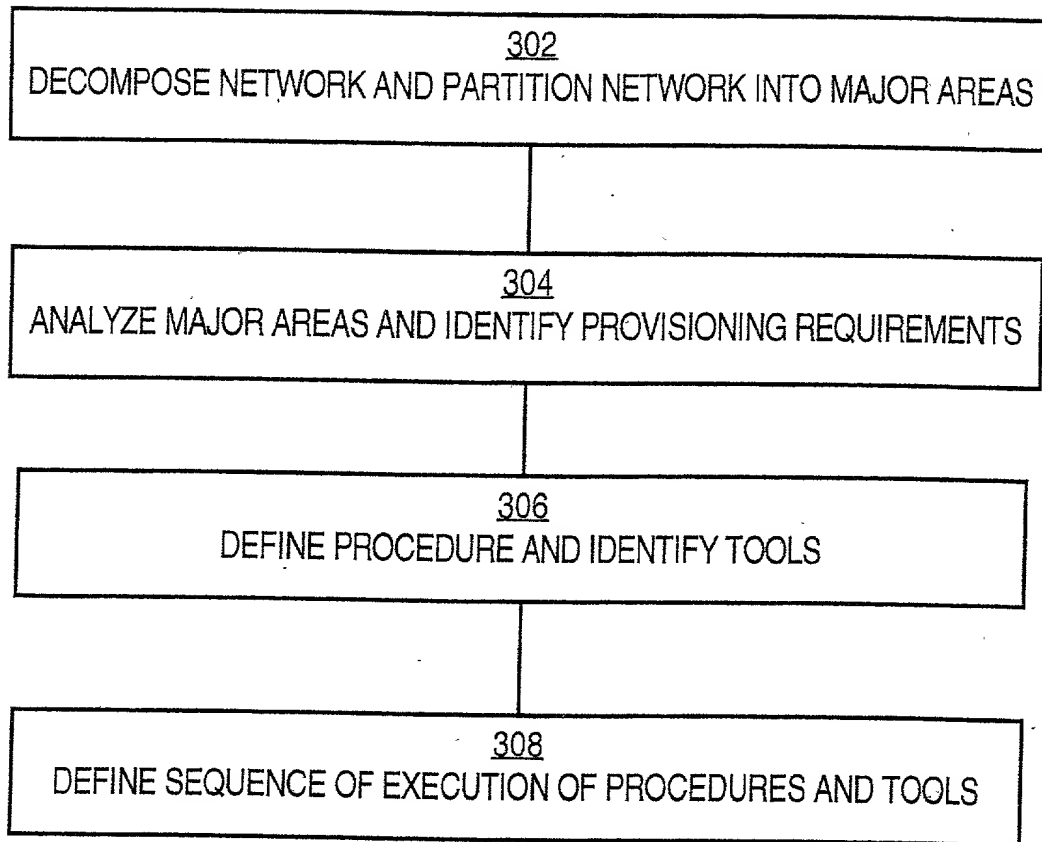 302
DECOMPOSE NETWORK AND PARTITION NETWORK INTO MAJOR AREAS
304
ANALYZE MAJOR AREAS AND IDENTIFY PROVISIONING REQUIREMENTS
306
DEFINE PROCEDURE AND IDENTIFY TOOLS
308
DEFINE SEQUENCE OF EXECUTION OF PROCEDURES AND TOOLS